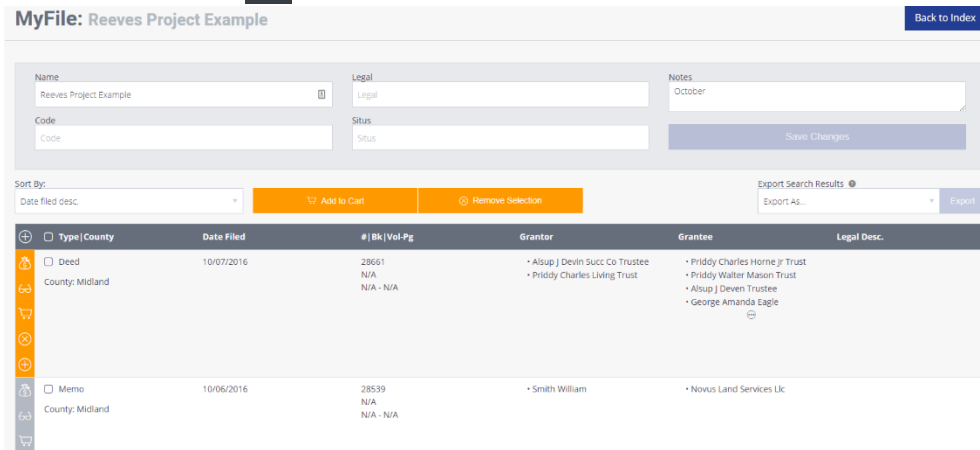 MyFile: Reeves Project Example
Back to Index
Name
Reeves Project Example
Legal
Legal
Notes
October
Code
Code
Situs
Situs
Save Changes
Sort By:
Date filed desc.
Add to Cart
Remove Selection
Export Search Results
Export As...
Export
Type|County
Date Filed
#|Bk|Vol-Pg
Grantor
Grantee
Legal Desc.
Deed
County: Midland
10/07/2016
28661
N/A
N/A - N/A
• Alsup J Devin Succ Co Trustee
• Priddy Charles Living Trust
• Priddy Charles Horne Jr Trust
• Priddy Walter Mason Trust
• Alsup J Deven Trustee
• George Amanda Eagle
Memo
County: Midland
10/06/2016
28539
N/A
N/A - N/A
• Smith William
• Novus Land Services Llc